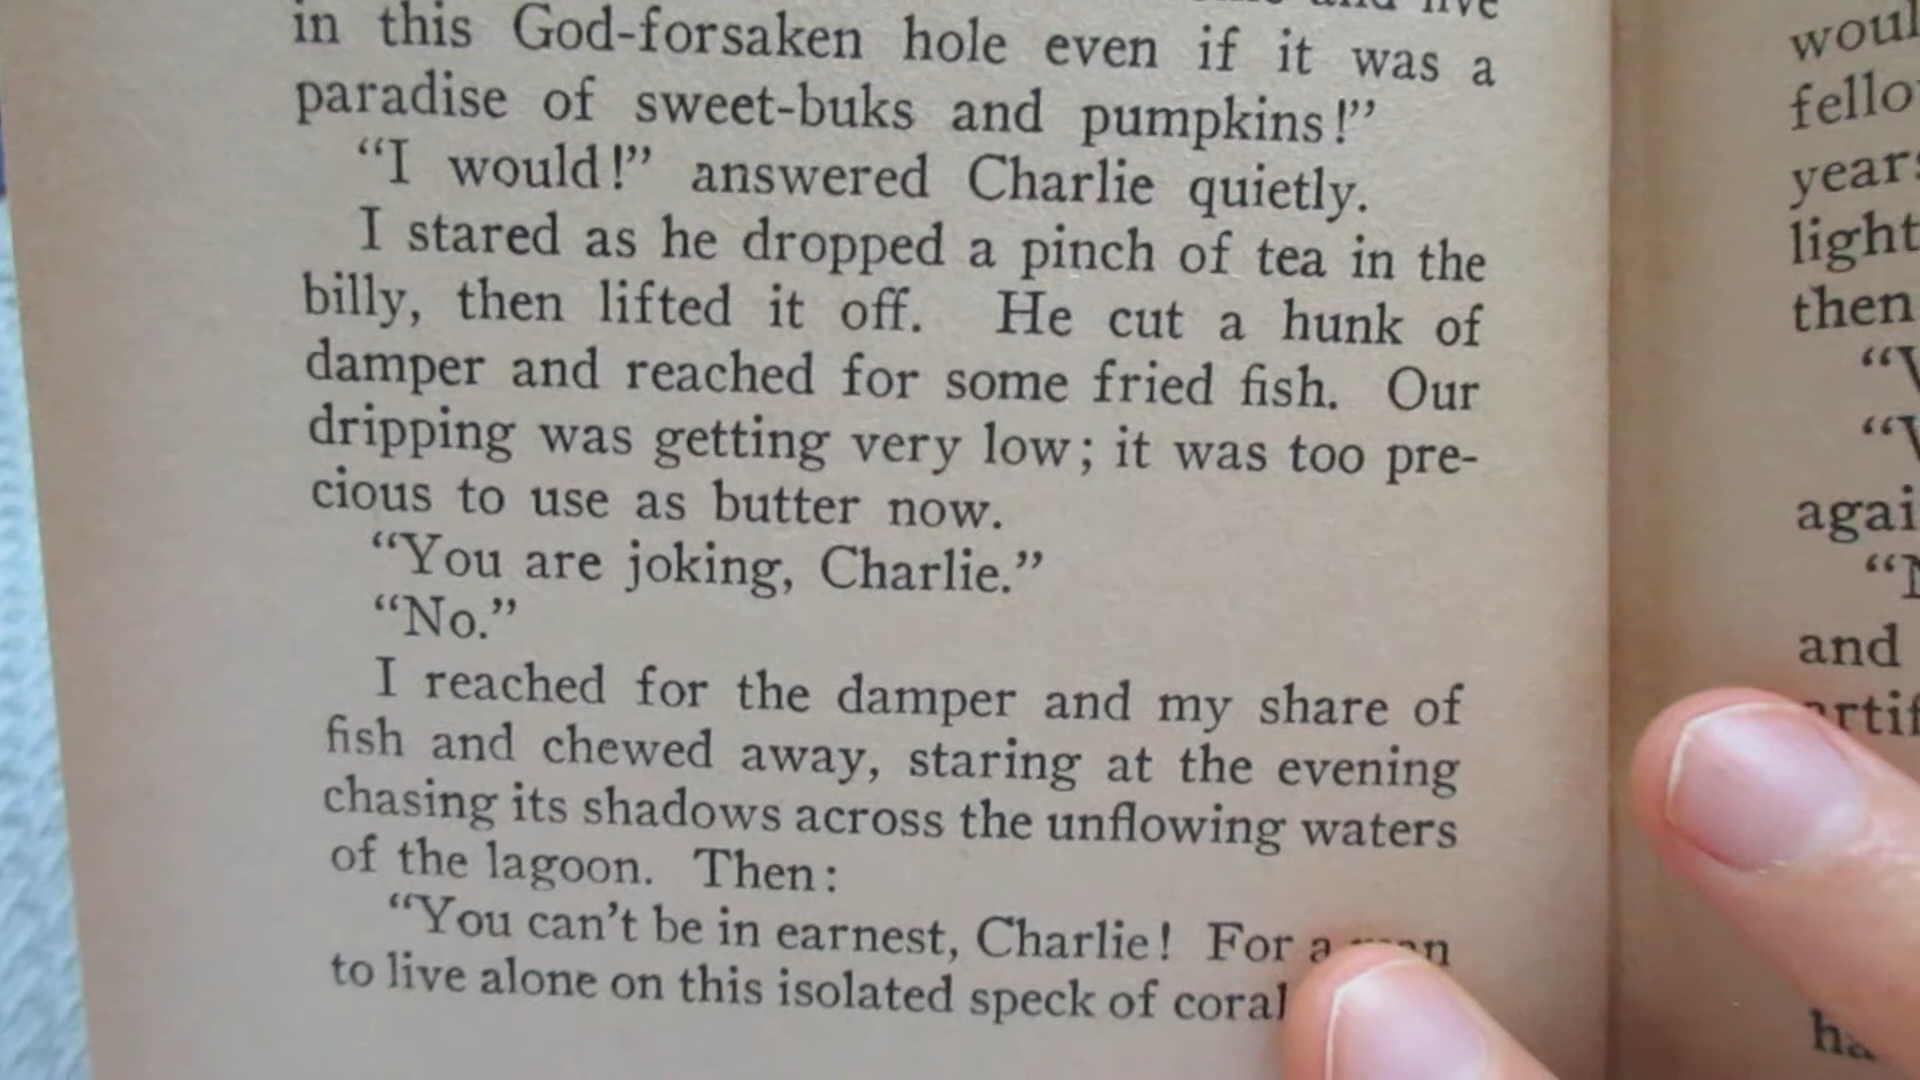 and live
in this God-forsaken hole even if it was a
paradise of sweet-buks and pumpkins!”
“I would!” answered Charlie quietly.
I stared as he dropped a pinch of tea in the
billy, then lifted it off. He cut a hunk of
damper and reached for some fried fish. Our
dripping was getting very low; it was too pre-
cious to use as butter now.
“You are joking, Charlie.”
“No.”
I reached for the damper and my share of
fish and chewed away, staring at the evening
chasing its shadows across the unflowing waters
of the lagoon. Then:
“You can’t be in earnest, Charlie! For a
to live alone on this isolated speck of coral
years
light
then
and